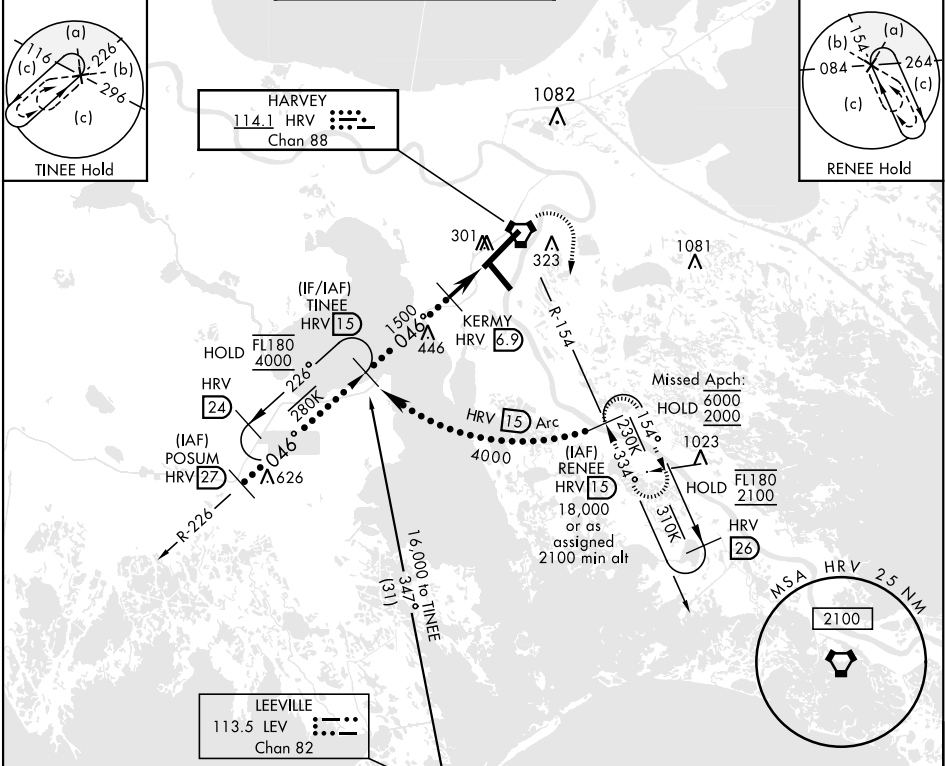 (a)
116
226
(c)
(b)
296
(c)
TINEE Hold
HARVEY
114.1 HRV
Chan 88
1082
(a)
154
(b)
084
264
(c)
(c)
RENEE Hold
301
323
1081
(IF/IAF)
TINEE
HRV 15
1500
046°
446
KERMY
HRV 6.9
R-154
HOLD FL180
4000
226°
280K
HRV
24
(IAF)
POSUM
HRV 27
046°
626
R-226
HRV 15 Arc
4000
Missed Apch:
HOLD 6000
2000
154°
230K
334°
1023
(IAF)
RENEE
HRV 15
18,000
or as
assigned
2100 min alt
HOLD FL180
2100
310K
HRV
26
16,000 to TINEE
347°
(31)
MSA HRV 25 NM
2100
LEEVILLE
113.5 LEV
Chan 82